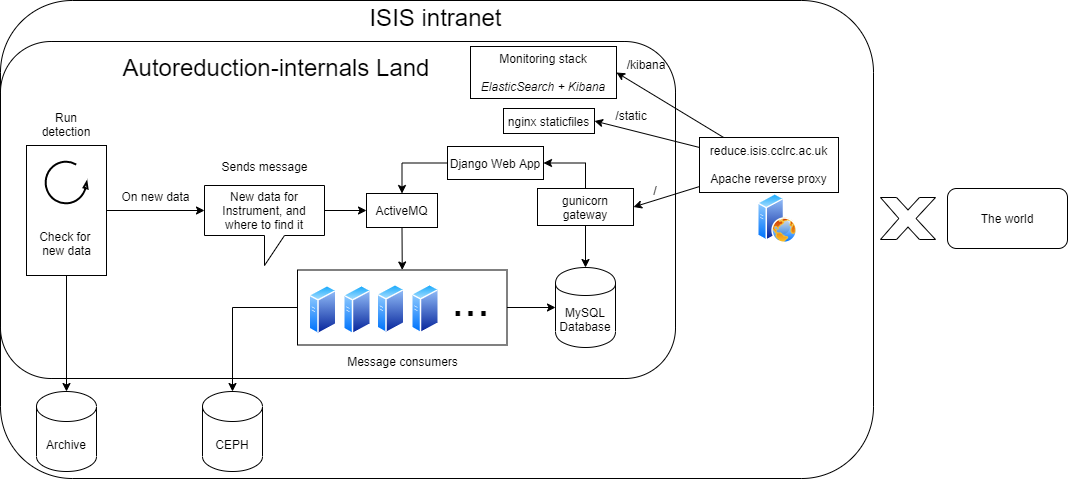 ISIS intranet
Autoreduction-internals Land
Monitoring stack
ElasticSearch + Kibana
/kibana
nginx staticfiles
/static
reduce.isis.cclrc.ac.uk
Apache reverse proxy
/
Run
detection
Check for
new data
On new data
Sends message
New data for
Instrument, and
where to find it
ActiveMQ
Django Web App
gunicorn
gateway
The world
...
Message consumers
MySQL
Database
Archive
CEPH